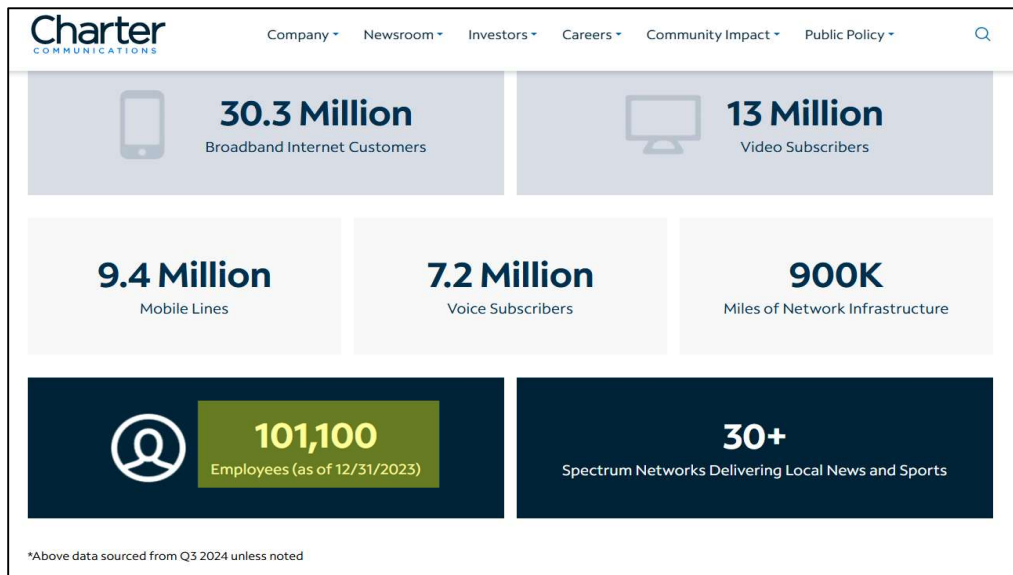 Charter
COMMUNICATIONS
Company Newsroom Investors Careers Community Impact Public Policy
30.3 Million
Broadband Internet Customers
13 Million
Video Subscribers
9.4 Million
Mobile Lines
7.2 Million
Voice Subscribers
900K
Miles of Network Infrastructure
101,100
Employees (as of 12/31/2023)
30+
Spectrum Networks Delivering Local News and Sports
*Above data sourced from Q3 2024 unless noted